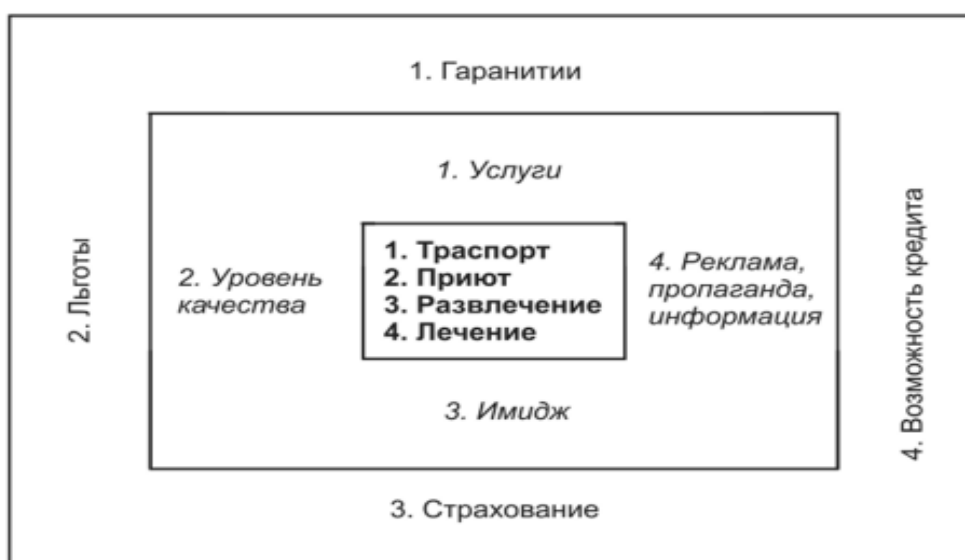 1. Гаранитии
1. Услуги
2. Льготы
2. Уровень
качества
1. Траспорт
2. Приют
3. Развлечение
4. Лечение
4. Реклама,
пропаганда,
информация
4. Возможность кредита
3. Имидж
3. Страхование